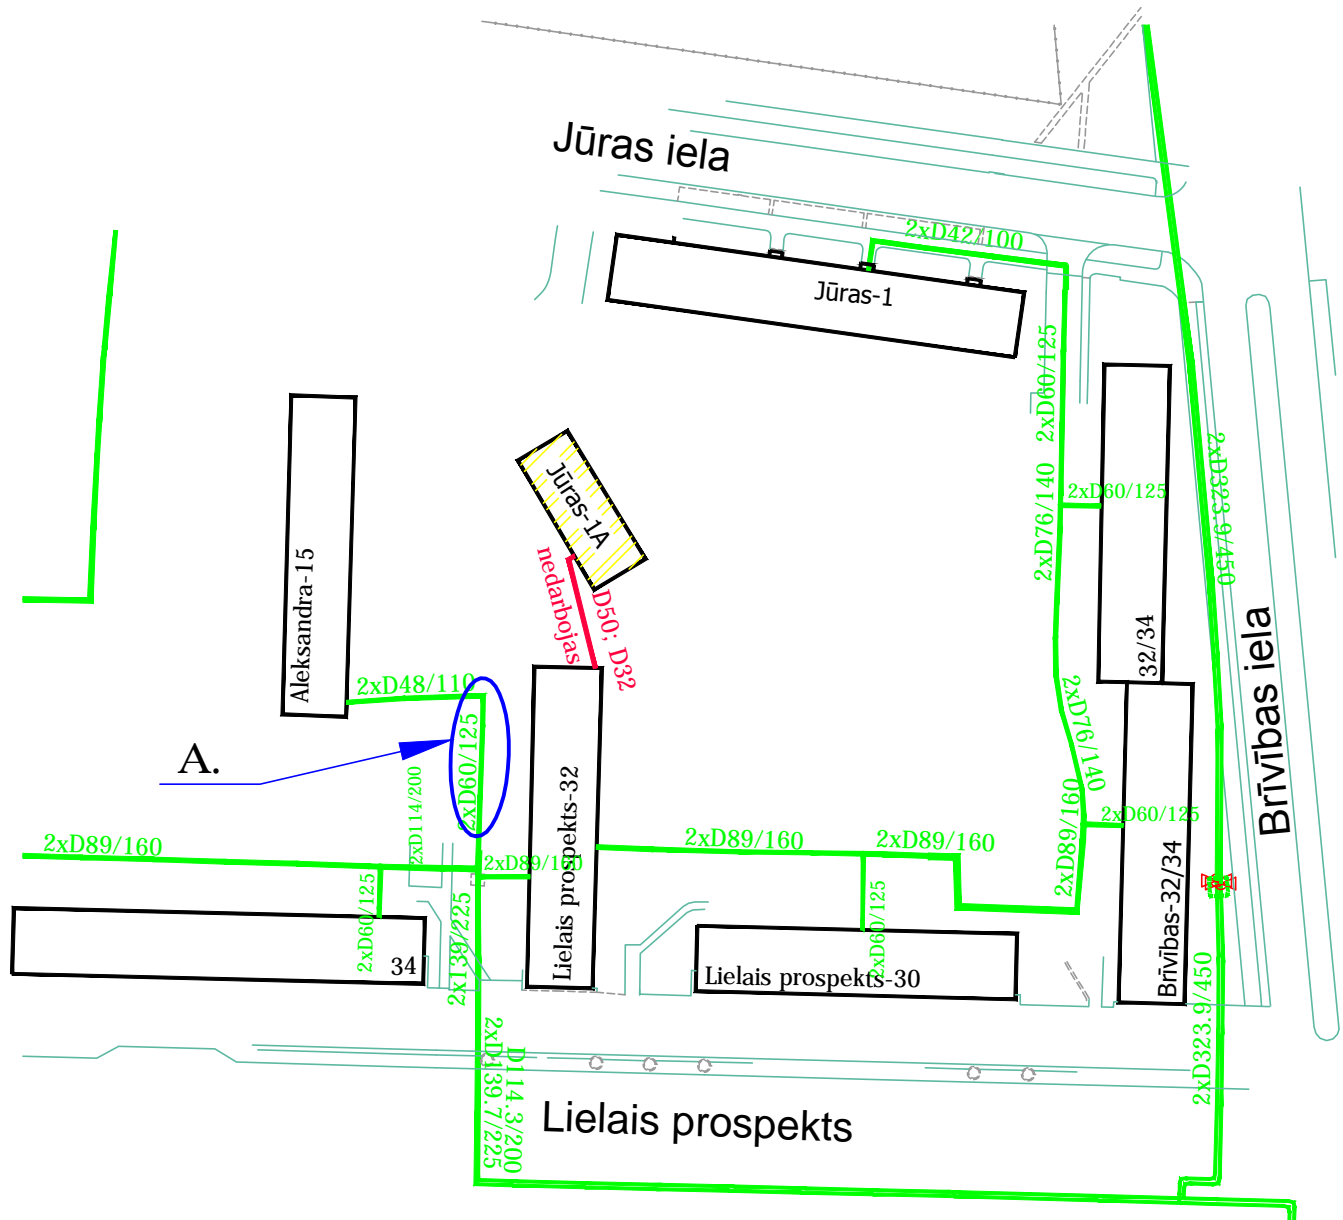 Jūras iela
2xD42/100
Jūras-1
2xD60/125
2xD323.9/450
2xD76/140
2xD60/125
Jūras-1A
nedarbojas
D50; D32
Aleksandra-15
32/34
Brīvības iela
2xD48/110
2xD76/140
A.
2xD60/125
2xD114/200
Lielais prospekts-32
2xD89/160
2xD89/160
2xD89/160
2xD89/160
2xD89/160
2xD60/125
2xD60/125
2xD60/125
2x139/225
34
Lielais prospekts-30
Brīvības-32/34
2xD323.9/450
2xD139.7/225
D114.3/200
Lielais prospekts